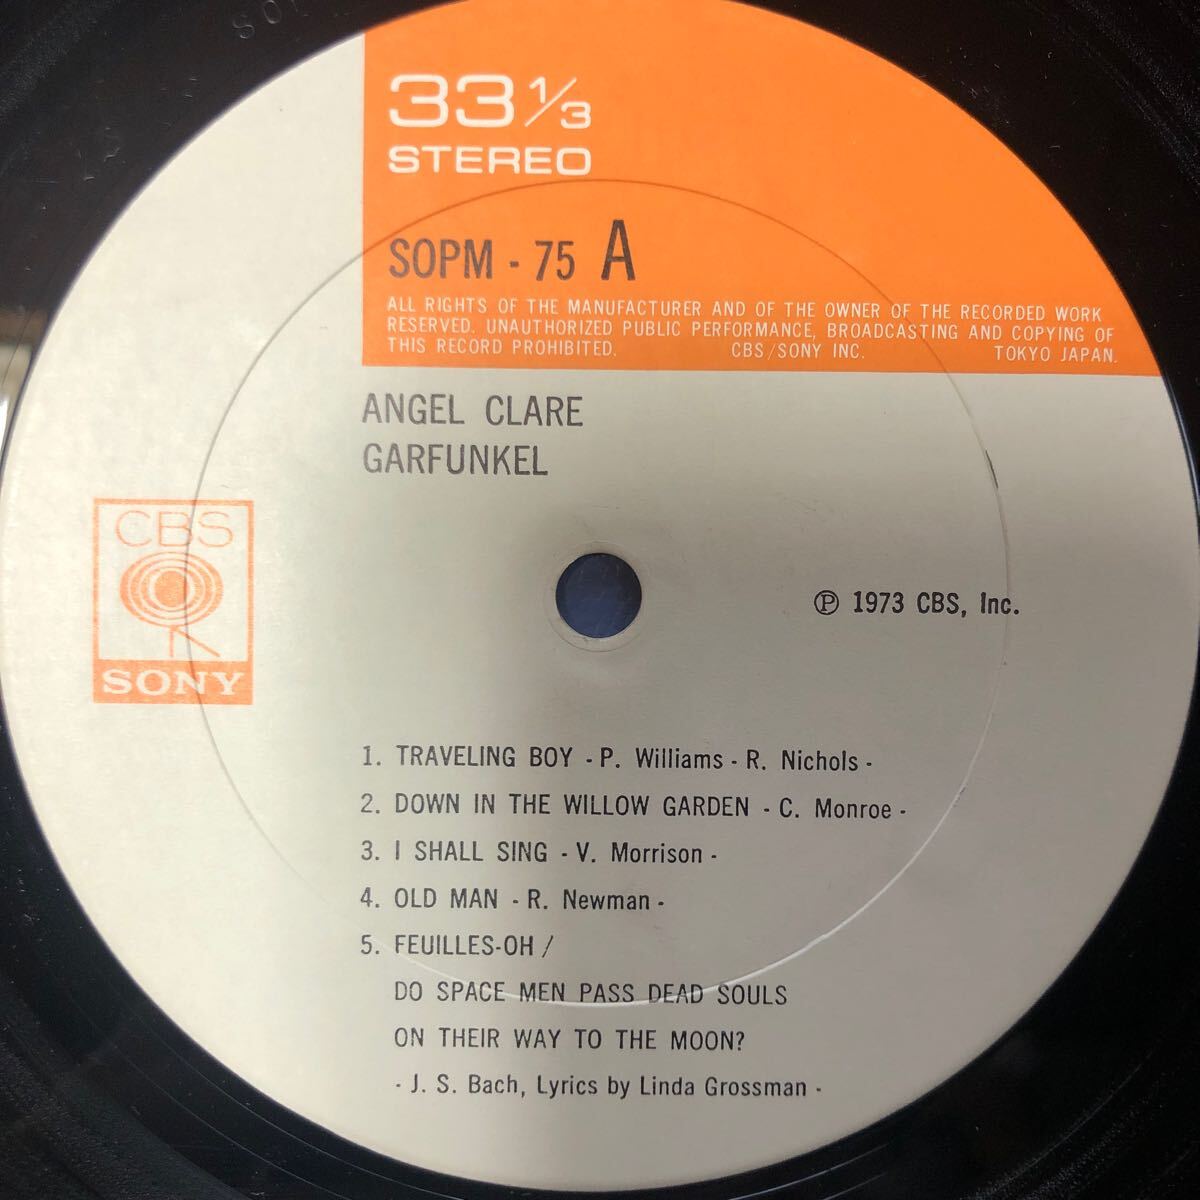 33 1/3
STEREO
SOPM - 75 A
ALL RIGHTS OF THE MANUFACTURER AND OF THE OWNER OF THE RECORDED WORK
RESERVED. UNAUTHORIZED PUBLIC PERFORMANCE, BROADCASTING AND COPYING OF
THIS RECORD PROHIBITED. CBS/SONY INC. TOKYO JAPAN.
ANGEL CLARE
GARFUNKEL
CBS
SONY
℗ 1973 CBS, Inc.
1. TRAVELING BOY - P. Williams - R. Nichols -
2. DOWN IN THE WILLOW GARDEN - C. Monroe -
3. I SHALL SING - V. Morrison -
4. OLD MAN - R. Newman -
5. FEUILLES-OH /
DO SPACE MEN PASS DEAD SOULS
ON THEIR WAY TO THE MOON?
- J. S. Bach, Lyrics by Linda Grossman -